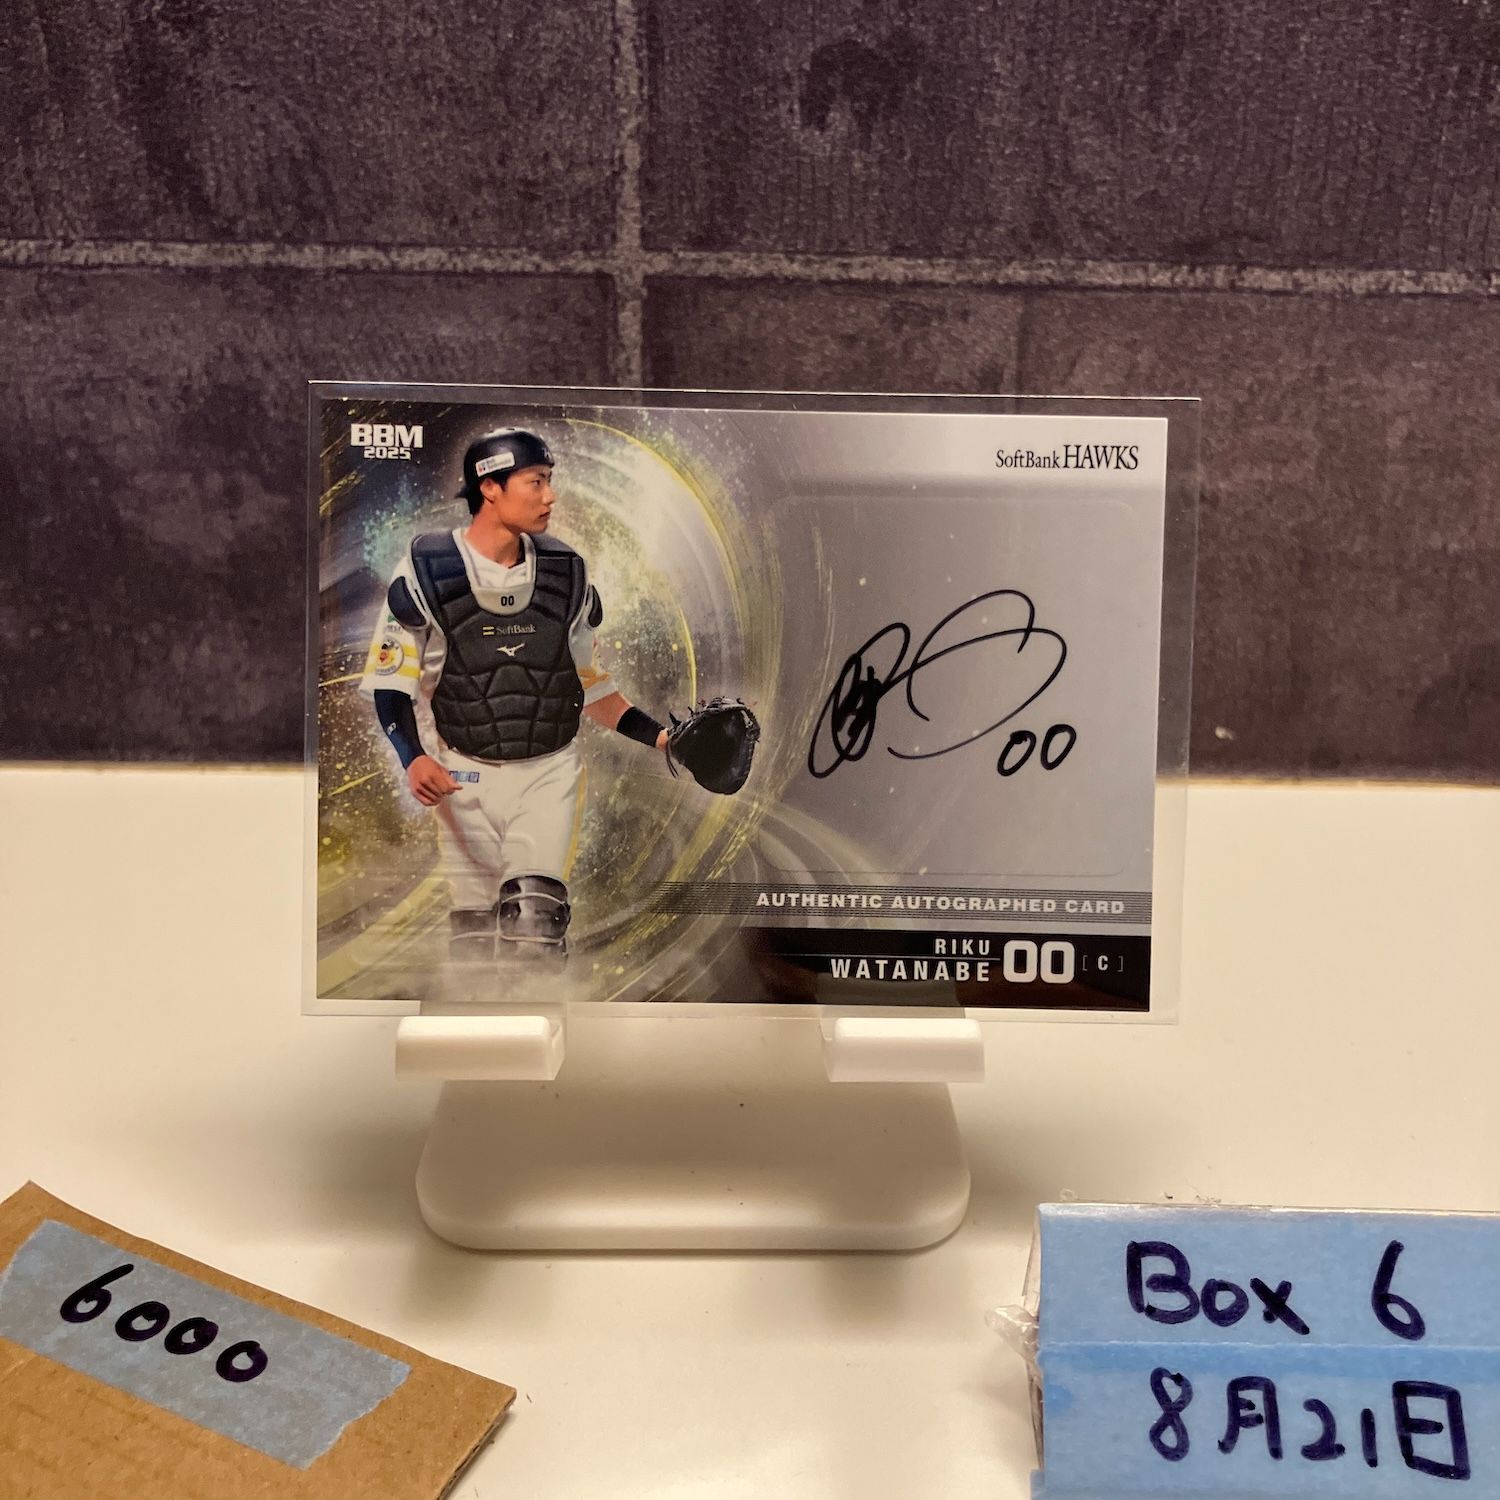 BBM
2025
SoftBank HAWKS
00
SoftBank
00
AUTHENTIC AUTOGRAPHED CARD
RIKU
WATANABE 00 [C]
6000
Box 6
8月21日